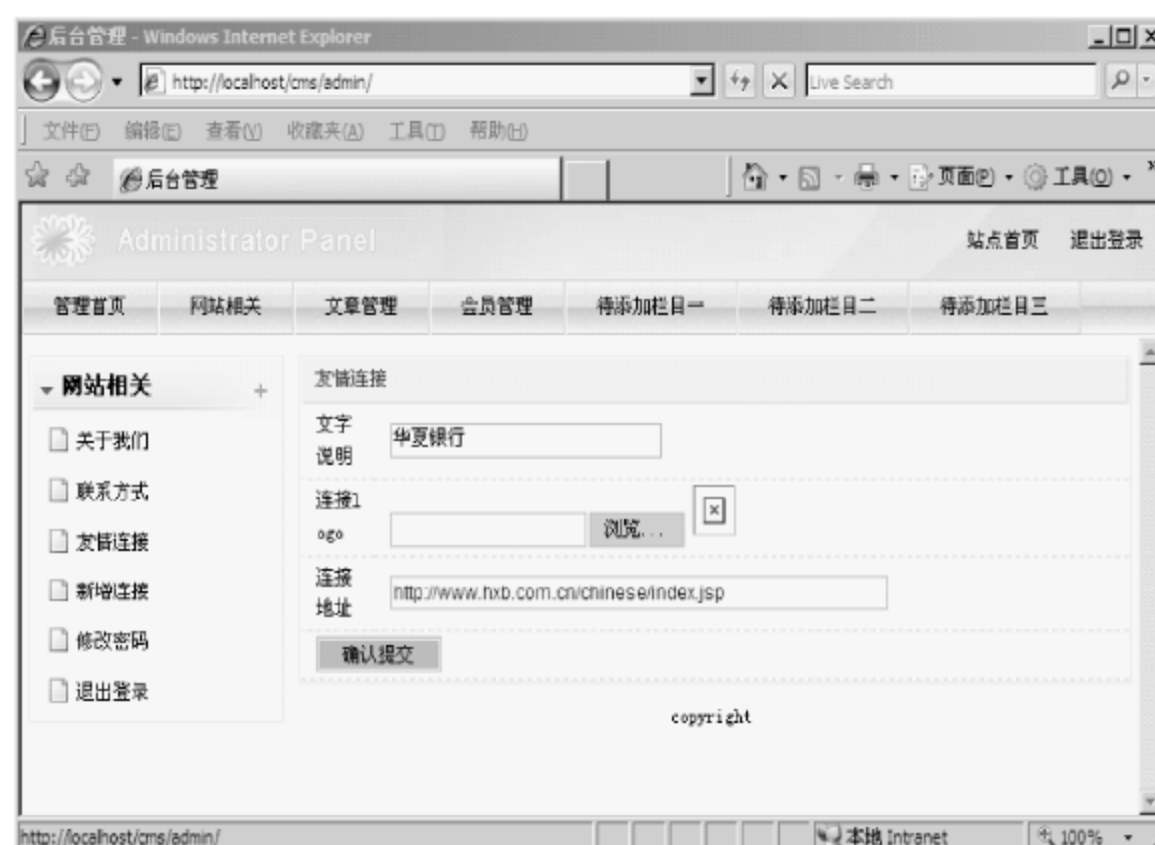 后台管理 - Windows Internet Explorer
http://localhost/cms/admin/
Live Search
文件(F) 编辑(E) 查看(V) 收藏夹(A) 工具(T) 帮助(H)
后台管理
页面(P) 工具(O)
Administrator Panel
站点首页 退出登录
管理首页 网站相关 文章管理 会员管理 待添加栏目一 待添加栏目二 待添加栏目三
网站相关
关于我们
联系方式
友情连接
新增连接
修改密码
退出登录
友情连接
文字
说明
华夏银行
连接l
ogo
浏览...
连接
地址
http://www.hxb.com.cn/chinese/index.jsp
确认提交
copyright
http://localhost/cms/admin/
本地 Intranet
100%